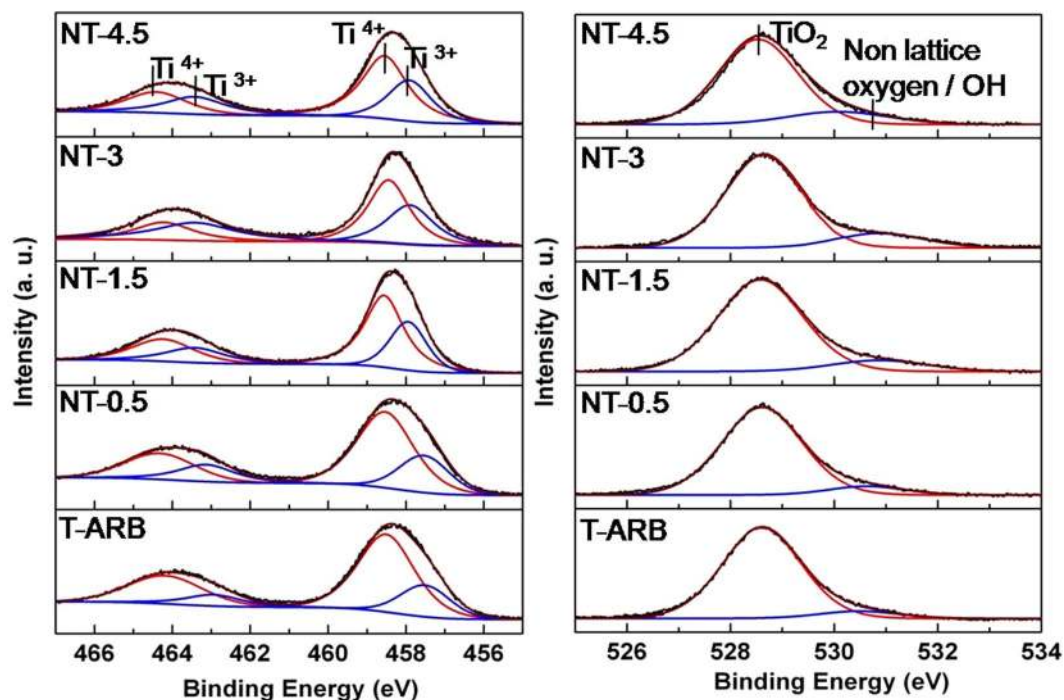 NT-4.5
Ti 4+
Ti 3+
Ti 4+
Ti 3+
NT-3
NT-1.5
NT-0.5
T-ARB
Intensity (a. u.)
466 464 462 460 458 456
Binding Energy (eV)
NT-4.5
TiO2
Non lattice
oxygen / OH
NT-3
NT-1.5
NT-0.5
T-ARB
Intensity (a. u.)
526 528 530 532 534
Binding Energy (eV)